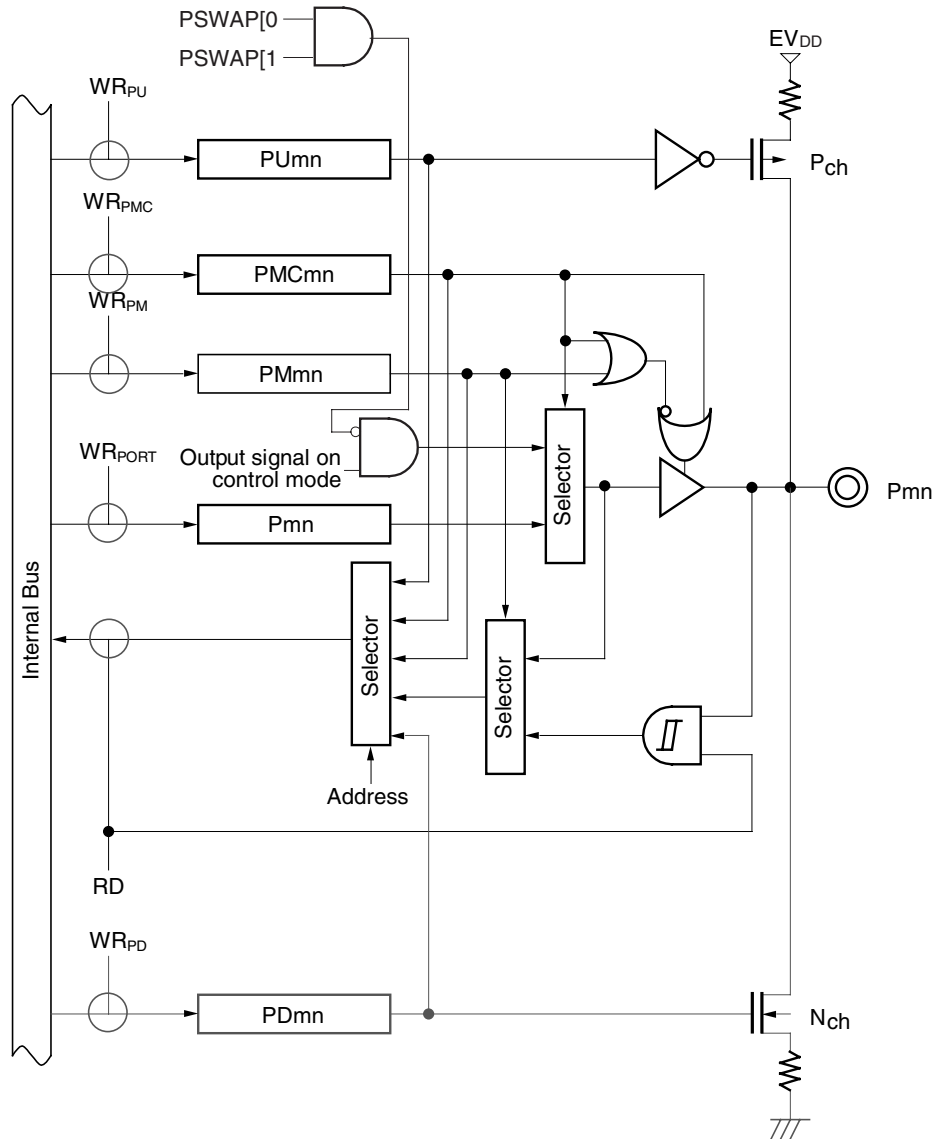 PSWAP[0
PSWAP[1
EVDD
WRPU
PUmn
Pch
WRPMC
PMCmn
WRPM
PMmn
WRPORT
Output signal on
control mode
Selector
Pmn
Pmn
Internal Bus
Selector
Selector
Address
RD
WRPD
PDmn
Nch